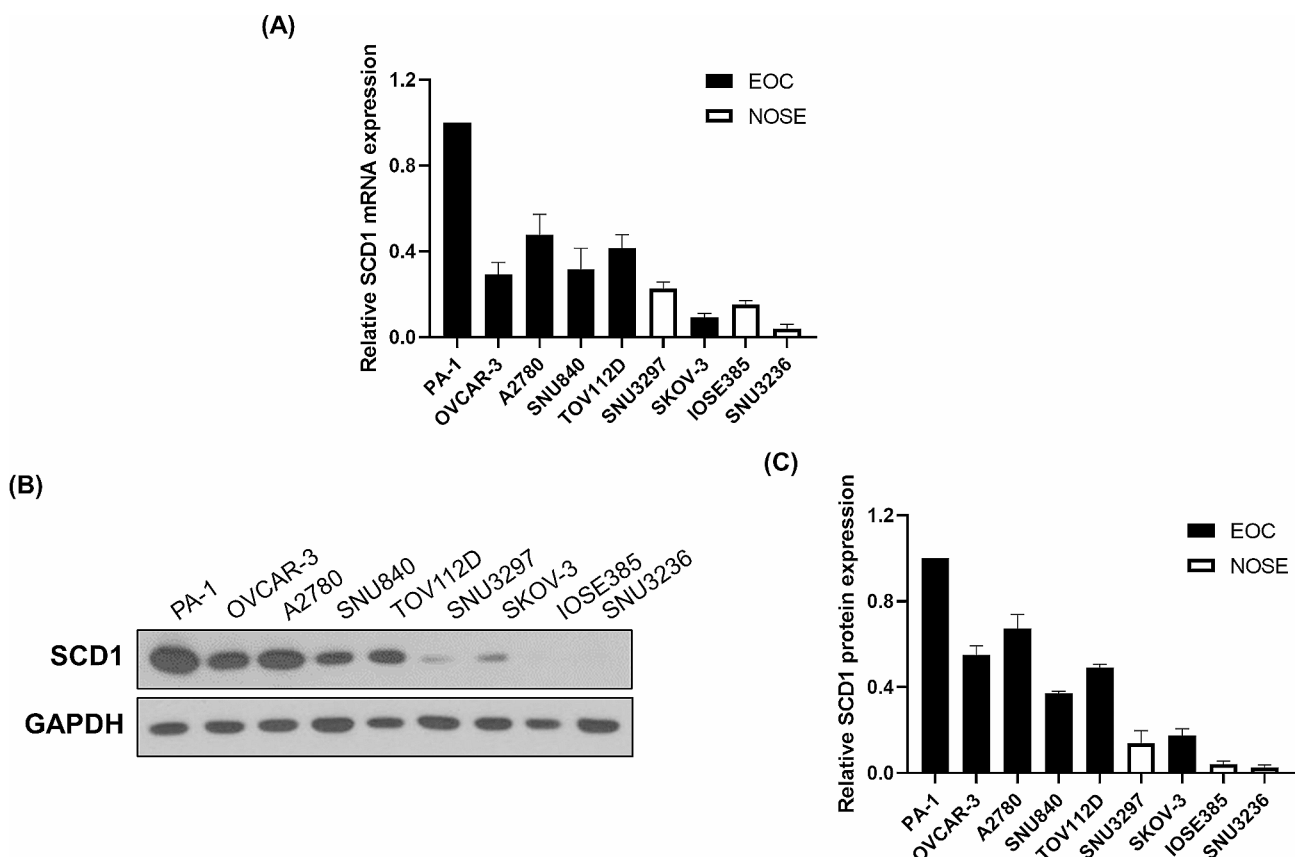 (A)
Relative SCD1 mRNA expression
1.2
0.8
0.4
0.0
EOC
NOSE
PA-1
OVCAR-3
A2780
SNU840
TOV112D
SNU3297
SKOV-3
IOSE385
SNU3236
(B)
PA-1
OVCAR-3
A2780
SNU840
TOV112D
SNU3297
SKOV-3
IOSE385
SNU3236
SCD1
GAPDH
(C)
Relative SCD1 protein expression
1.2
0.8
0.4
0.0
EOC
NOSE
PA-1
OVCAR-3
A2780
SNU840
TOV112D
SNU3297
SKOV-3
IOSE385
SNU3236